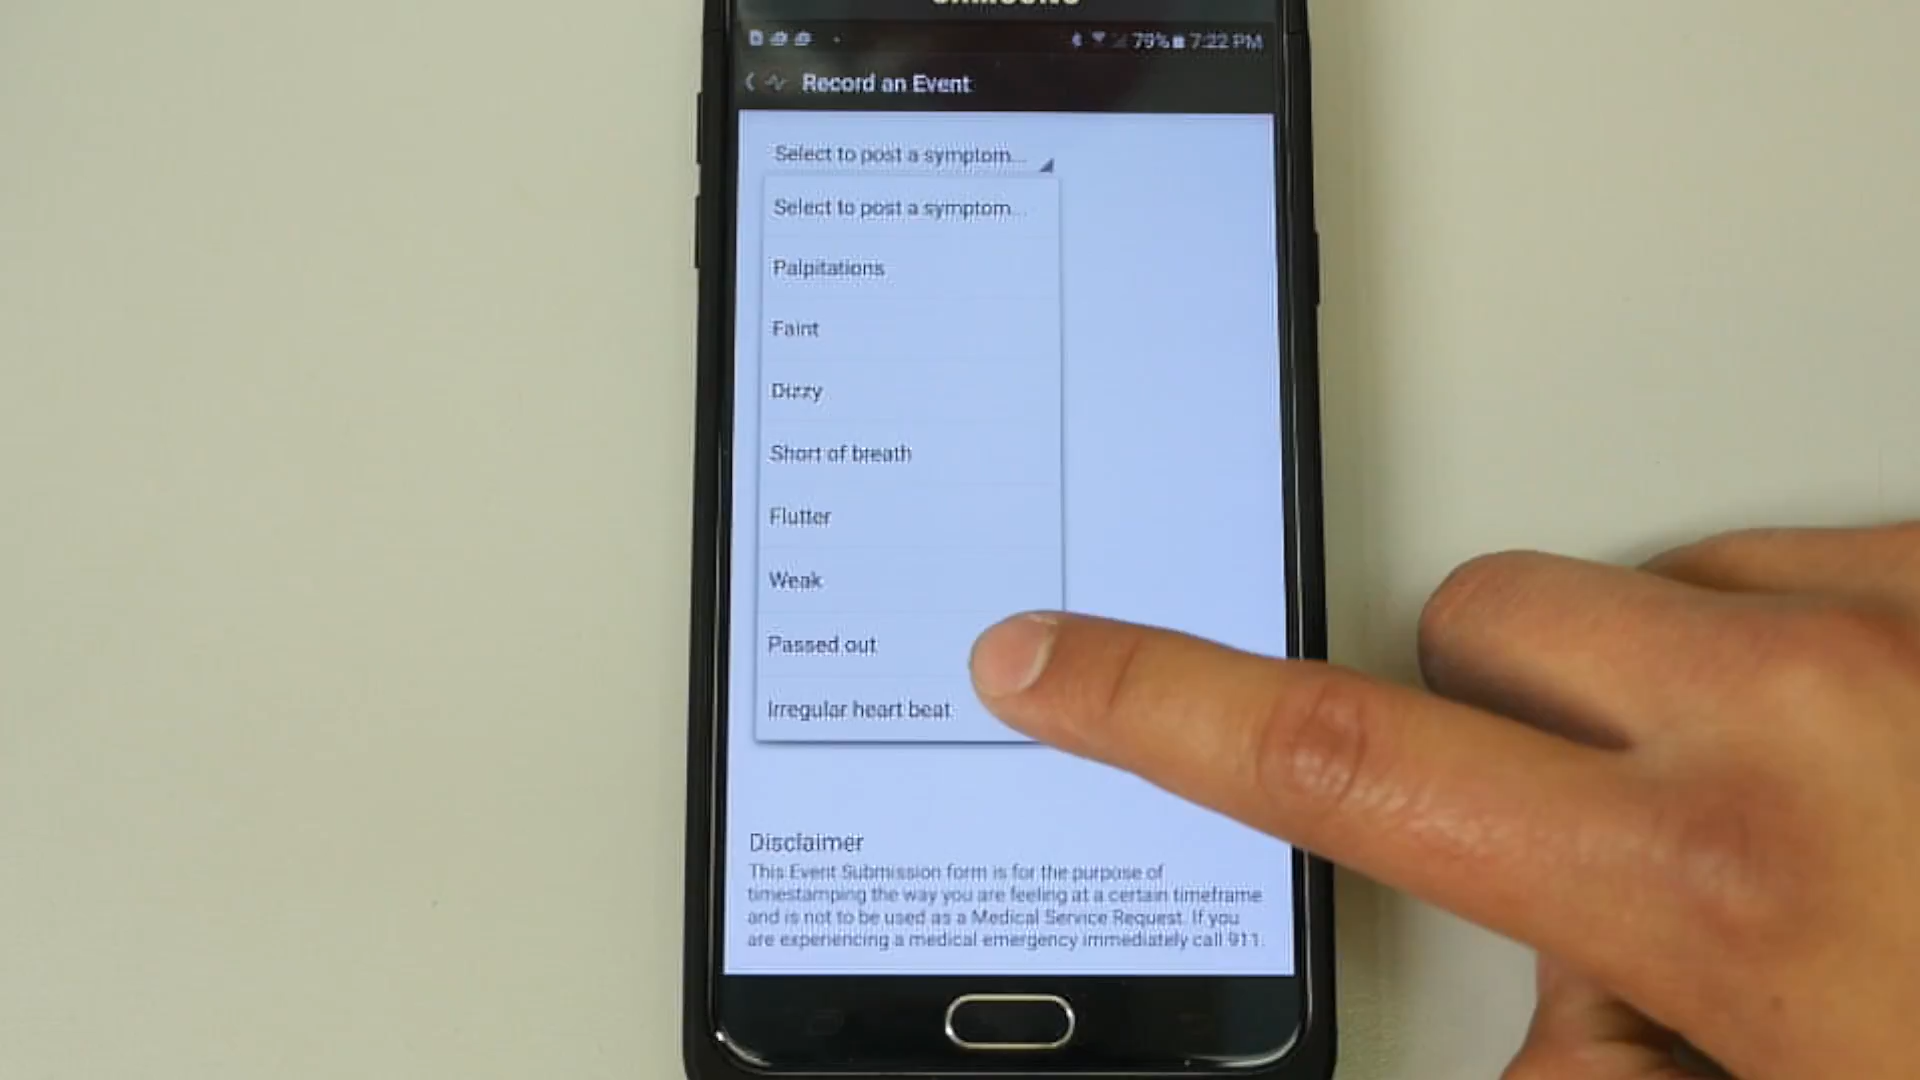 SAMSUNG
79% 7:22 PM
Record an Event
Select to post a symptom...
Select to post a symptom...
Palpitations
Faint
Dizzy
Short of breath
Flutter
Weak
Passed out
Irregular heart beat
Disclaimer
This Event Submission form is for the purpose of
timestamping the way you are feeling at a certain timeframe
and is not to be used as a Medical Service Request. If you
are experiencing a medical emergency immediately call 911.